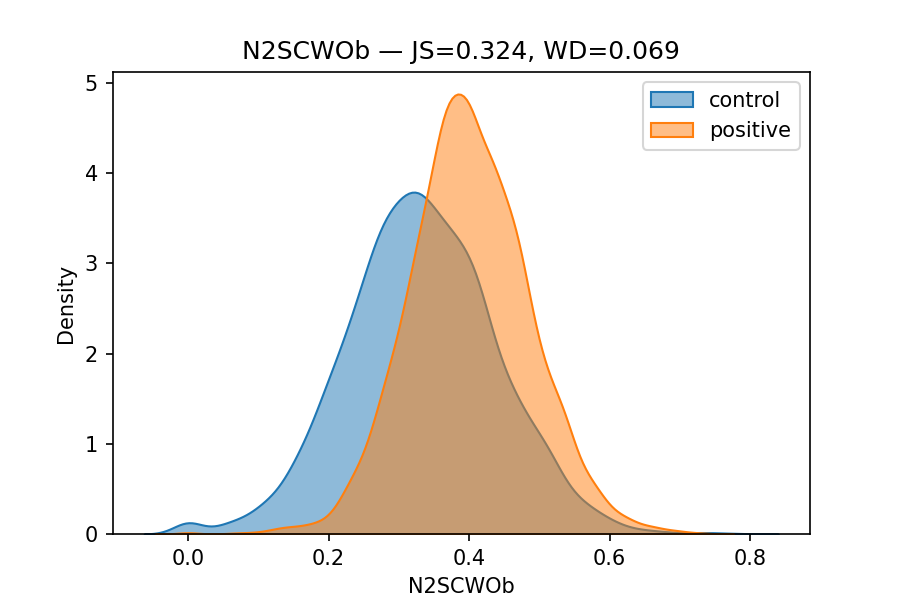 N2SCWOb — JS=0.324, WD=0.069
control
positive
Density
5
4
3
2
1
0
0.0 0.2 0.4 0.6 0.8
N2SCWOb